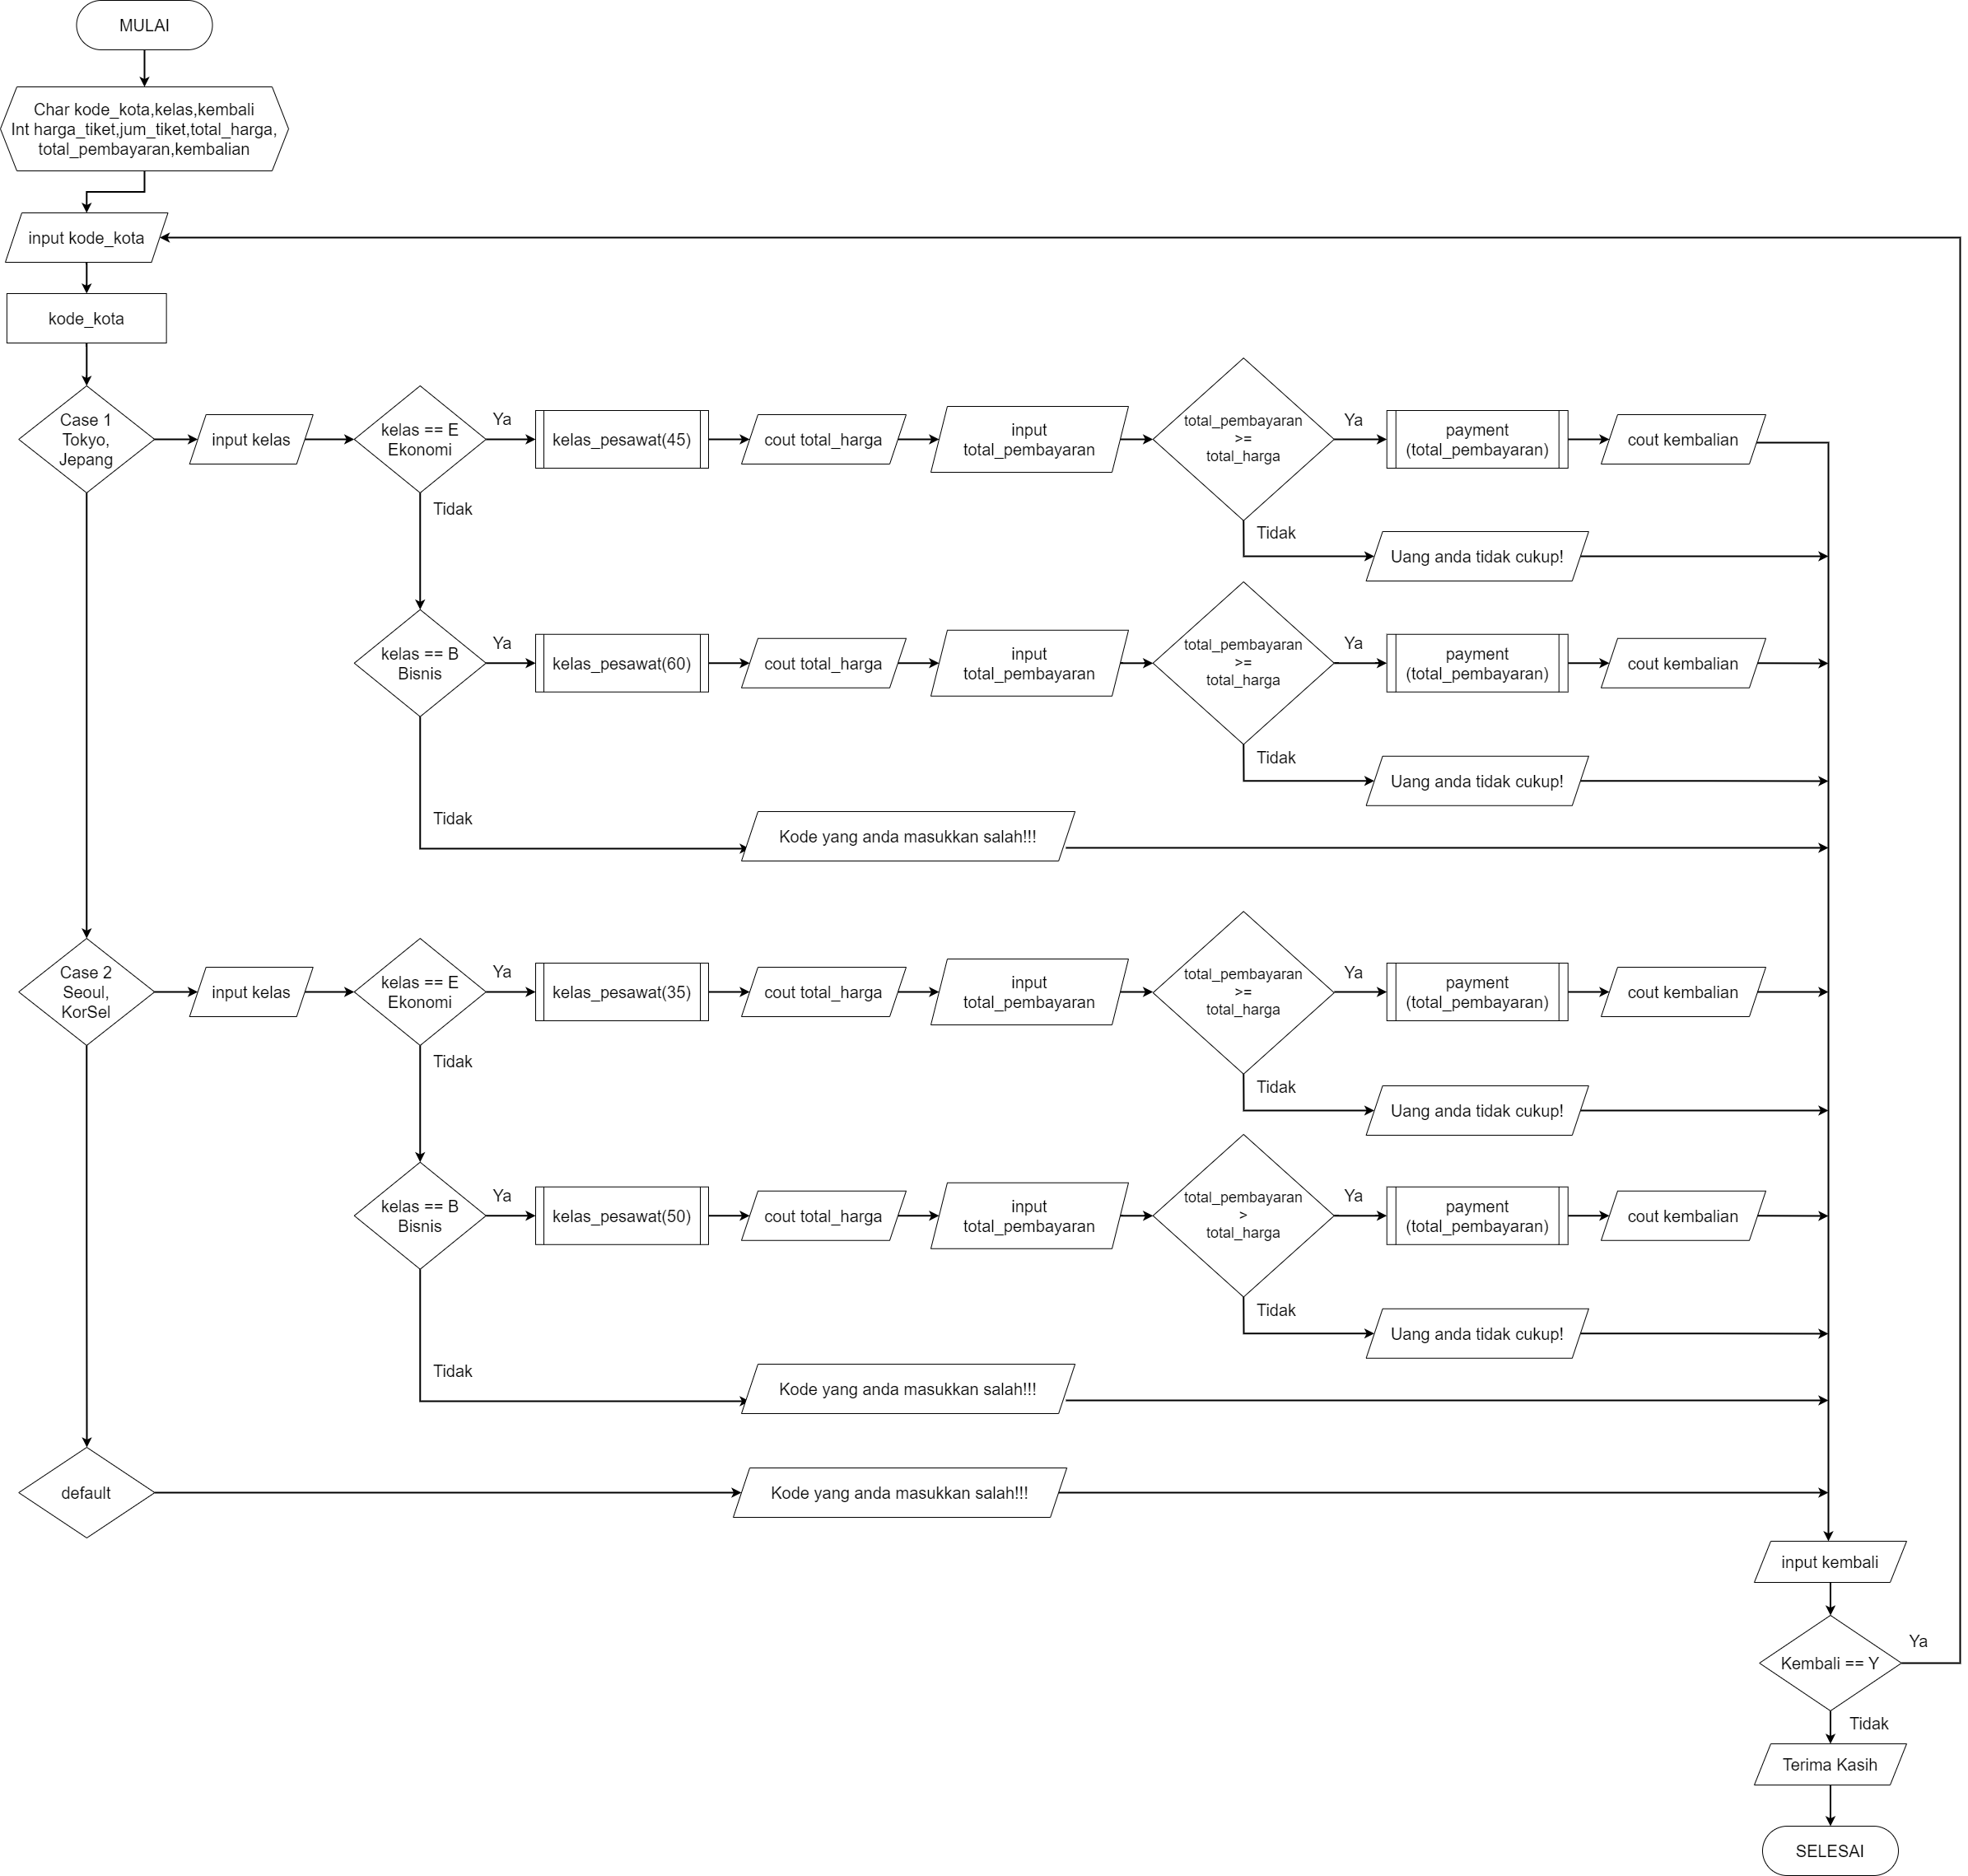 MULAI
Char kode_kota,kelas,kembali
Int harga_tiket,jum_tiket,total_harga,
total_pembayaran,kembalian
input kode_kota
kode_kota
Case 1
Tokyo,
Jepang
input kelas
kelas == E
Ekonomi
Ya
kelas_pesawat(45)
cout total_harga
input
total_pembayaran
total_pembayaran
>=
total_harga
Ya
payment
(total_pembayaran)
cout kembalian
Tidak
Tidak
Uang anda tidak cukup!
kelas == B
Bisnis
Ya
kelas_pesawat(60)
cout total_harga
input
total_pembayaran
total_pembayaran
>=
total_harga
Ya
payment
(total_pembayaran)
cout kembalian
Tidak
Uang anda tidak cukup!
Tidak
Kode yang anda masukkan salah!!!
Case 2
Seoul,
KorSel
input kelas
kelas == E
Ekonomi
Ya
kelas_pesawat(35)
cout total_harga
input
total_pembayaran
total_pembayaran
>=
total_harga
Ya
payment
(total_pembayaran)
cout kembalian
Tidak
Tidak
Uang anda tidak cukup!
kelas == B
Bisnis
Ya
kelas_pesawat(50)
cout total_harga
input
total_pembayaran
total_pembayaran
>
total_harga
Ya
payment
(total_pembayaran)
cout kembalian
Tidak
Uang anda tidak cukup!
Tidak
Kode yang anda masukkan salah!!!
default
Kode yang anda masukkan salah!!!
input kembali
Kembali == Y
Ya
Tidak
Terima Kasih
SELESAI